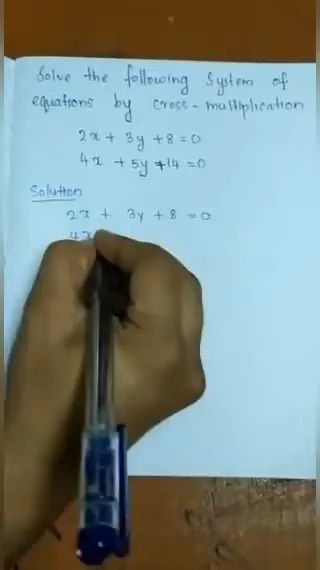 Solve the following System of
equations by cross-multiplication
2x + 3y + 8 = 0
4x + 5y + 14 = 0
Solution
2x + 3y + 8 = 0
4x